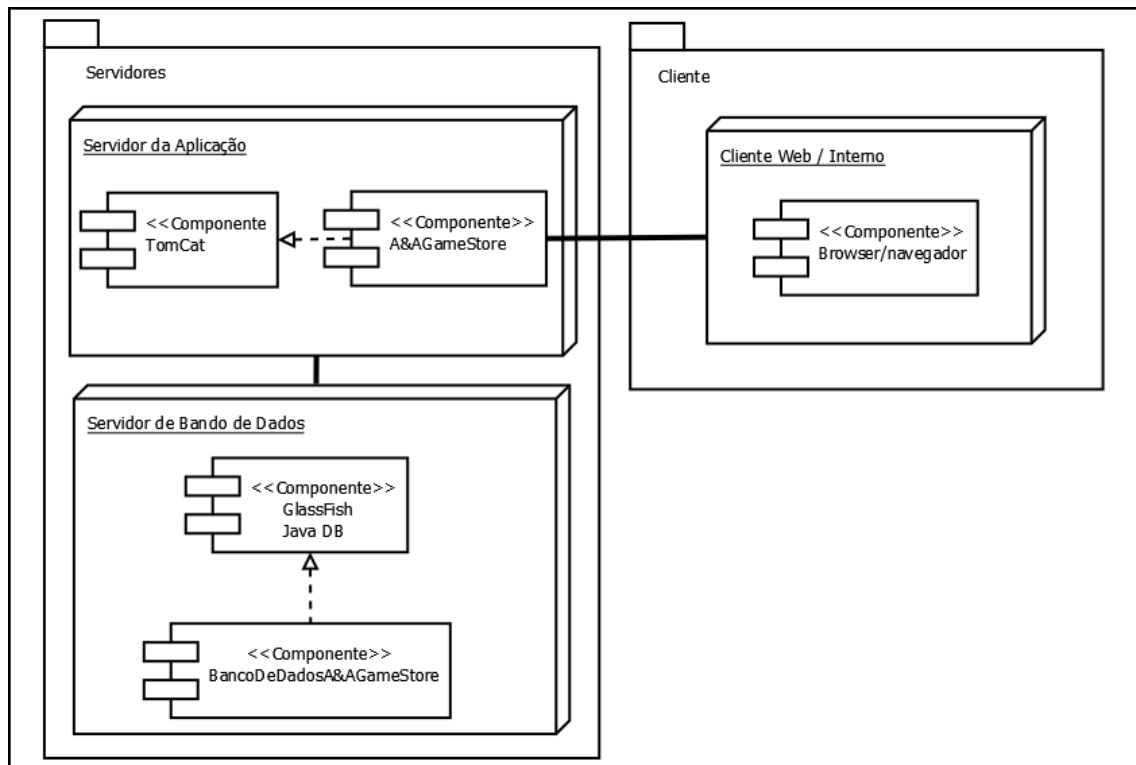 Servidores
Servidor da Aplicação
<<Componente
TomCat
<<Componente>>
A&AGameStore
Servidor de Bando de Dados
<<Componente>>
GlassFish
Java DB
<<Componente>>
BancoDeDadosA&AGameStore
Cliente
Cliente Web / Interno
<<Componente>>
Browser/navegador